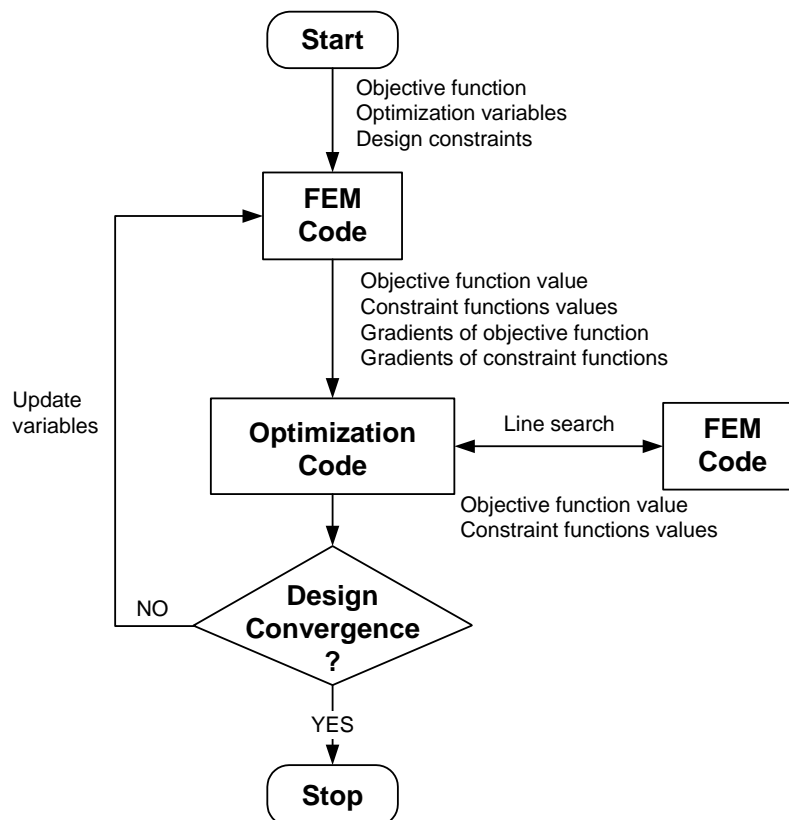 Start
Objective function
Optimization variables
Design constraints
FEM
Code
Objective function value
Constraint functions values
Gradients of objective function
Gradients of constraint functions
Update
variables
Optimization
Code
Line search
FEM
Code
Objective function value
Constraint functions values
NO
Design
Convergence
?
YES
Stop